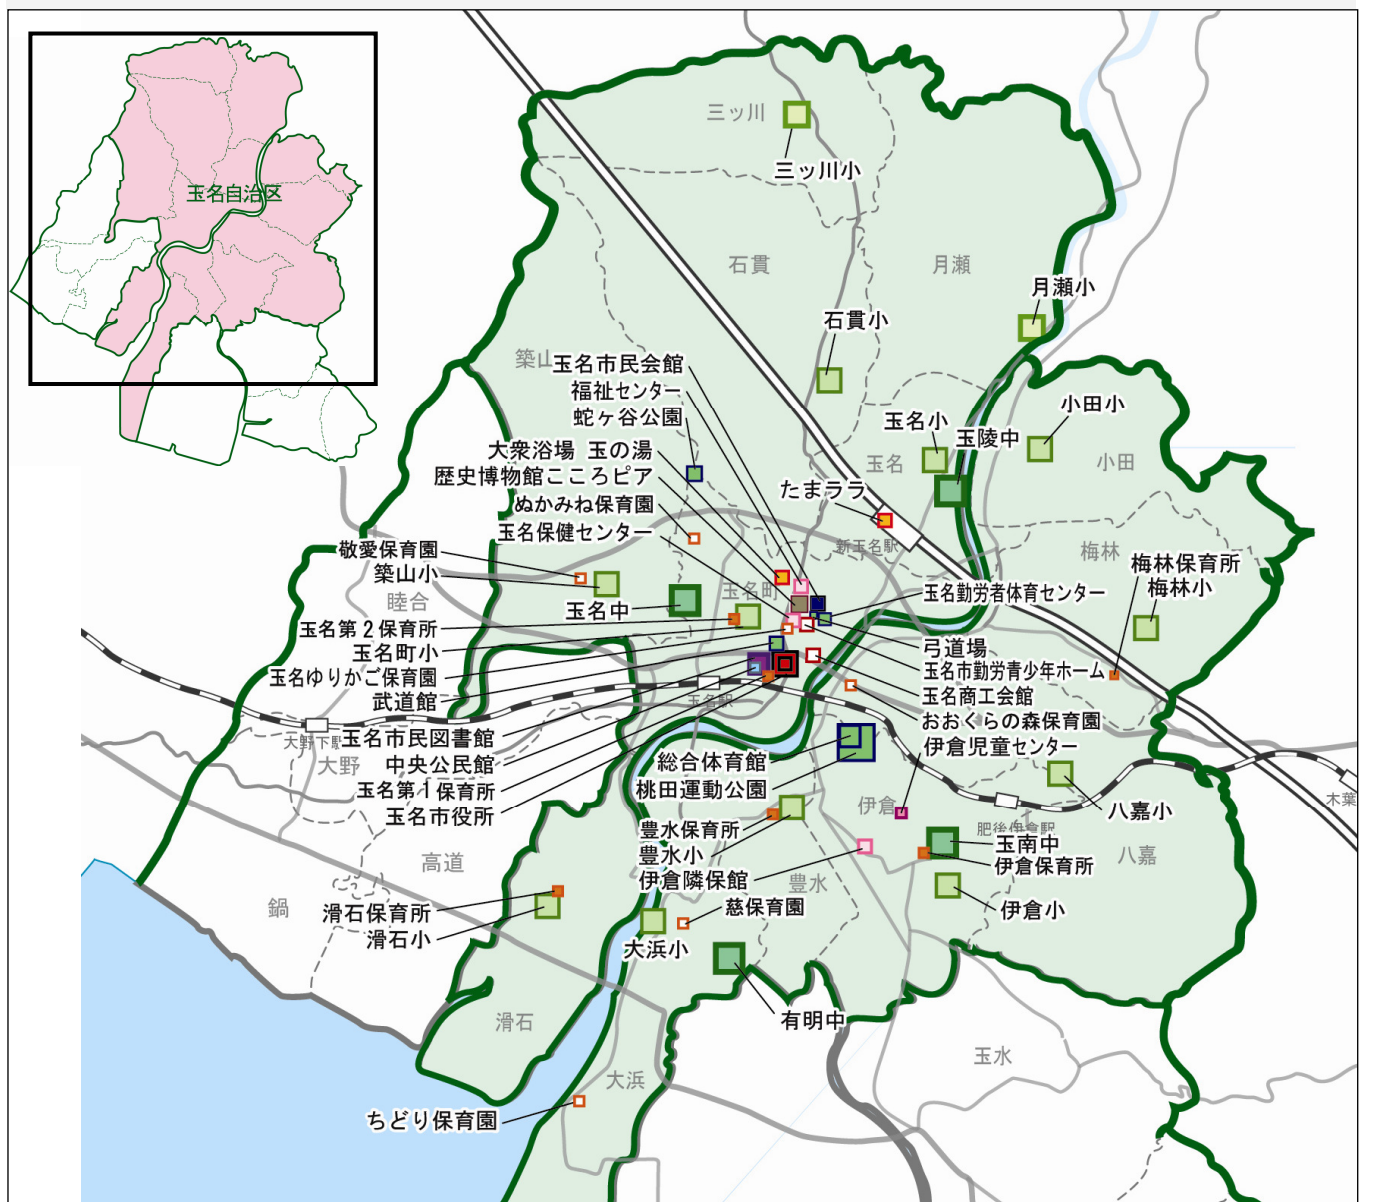 玉名自治区
三ッ川
三ッ川小
石貫
月瀬
月瀬小
石貫小
築山
玉名市民会館
福祉センター
蛇ヶ谷公園
大衆浴場 玉の湯
歴史博物館こころピア
ぬかみね保育園
玉名保健センター
玉名小
玉陵中
小田小
玉名
小田
たまララ
新玉名駅
梅林
梅林保育所
梅林小
敬愛保育園
築山小
睦合
玉名中
玉名町
玉名勤労者体育センター
玉名第2保育所
玉名町小
玉名ゆりかご保育園
武道館
弓道場
玉名市勤労青少年ホーム
玉名商工会館
おおくらの森保育園
伊倉児童センター
玉名駅
大野下駅
大野
玉名市民図書館
中央公民館
玉名第1保育所
玉名市役所
総合体育館
桃田運動公園
伊倉
八嘉小
木葉
肥後伊倉駅
豊水保育所
豊水小
伊倉隣保館
玉南中
伊倉保育所
八嘉
高道
豊水
鍋
滑石保育所
滑石小
慈保育園
伊倉小
大浜小
有明中
滑石
玉水
大浜
ちどり保育園